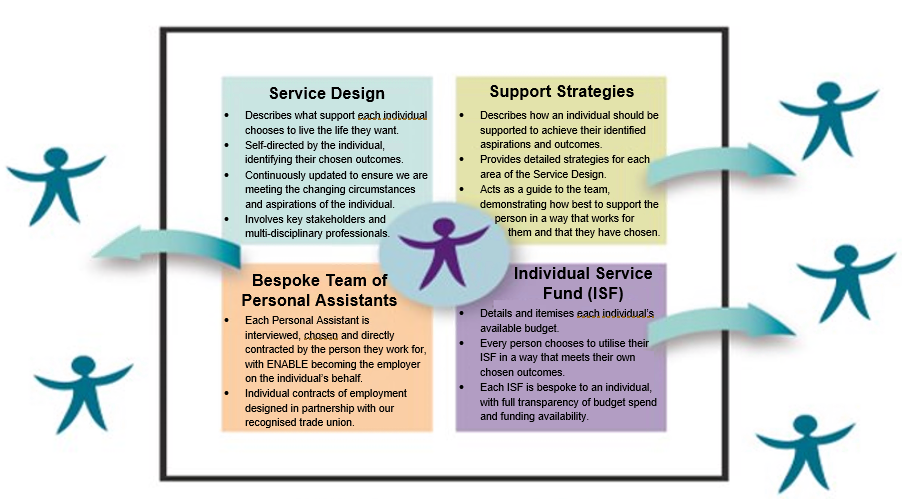 Service Design
Describes what support each individual
chooses to live the life they want.
Self-directed by the individual,
identifying their chosen outcomes.
Continuously updated to ensure we are
meeting the changing circumstances
and aspirations of the individual.
Involves key stakeholders and
multi-disciplinary professionals.
Support Strategies
Describes how an individual should be
supported to achieve their identified
aspirations and outcomes.
Provides detailed strategies for each
area of the Service Design.
Acts as a guide to the team,
demonstrating how best to support the
person in a way that works for
them and that they have chosen.
Bespoke Team of
Personal Assistants
Each Personal Assistant is
interviewed, chosen and directly
contracted by the person they work for,
with ENABLE becoming the employer
on the individual's behalf.
Individual contracts of employment
designed in partnership with our
recognised trade union.
Individual Service
Fund (ISF)
Details and itemises each individual's
available budget.
Every person chooses to utilise their
ISF in a way that meets their own
chosen outcomes.
Each ISF is bespoke to an individual,
with full transparency of budget spend
and funding availability.